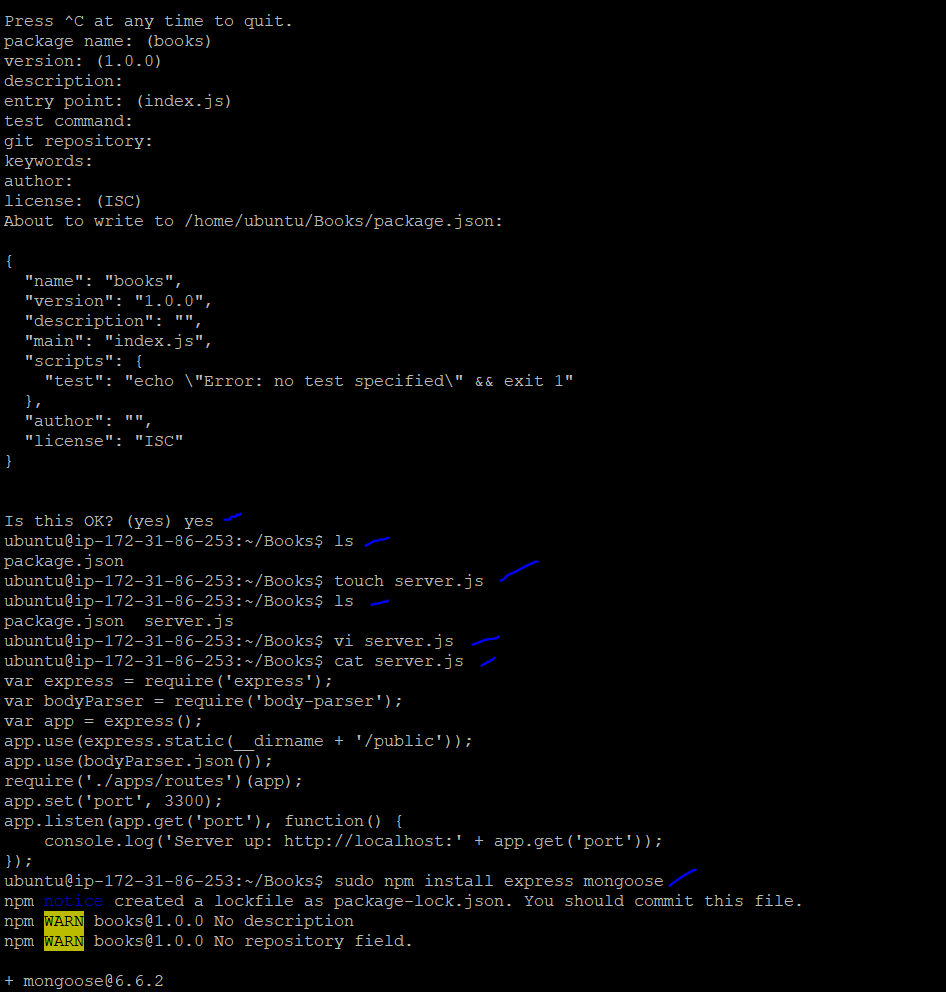 Press ^C at any time to quit.
package name: (books)
version: (1.0.0)
description:
entry point: (index.js)
test command:
git repository:
keywords:
author:
license: (ISC)
About to write to /home/ubuntu/Books/package.json:

{
  "name": "books",
  "version": "1.0.0",
  "description": "",
  "main": "index.js",
  "scripts": {
    "test": "echo \"Error: no test specified\" && exit 1"
  },
  "author": "",
  "license": "ISC"
}

Is this OK? (yes) yes
ubuntu@ip-172-31-86-253:~/Books$ ls
package.json
ubuntu@ip-172-31-86-253:~/Books$ touch server.js
ubuntu@ip-172-31-86-253:~/Books$ ls
package.json  server.js
ubuntu@ip-172-31-86-253:~/Books$ vi server.js
ubuntu@ip-172-31-86-253:~/Books$ cat server.js
var express = require('express');
var bodyParser = require('body-parser');
var app = express();
app.use(express.static(__dirname + '/public'));
app.use(bodyParser.json());
require('./apps/routes')(app);
app.set('port', 3300);
app.listen(app.get('port'), function() {
    console.log('Server up: http://localhost:' + app.get('port'));
});
ubuntu@ip-172-31-86-253:~/Books$ sudo npm install express mongoose
npm notice created a lockfile as package-lock.json. You should commit this file.
npm WARN books@1.0.0 No description
npm WARN books@1.0.0 No repository field.

+ mongoose@6.6.2